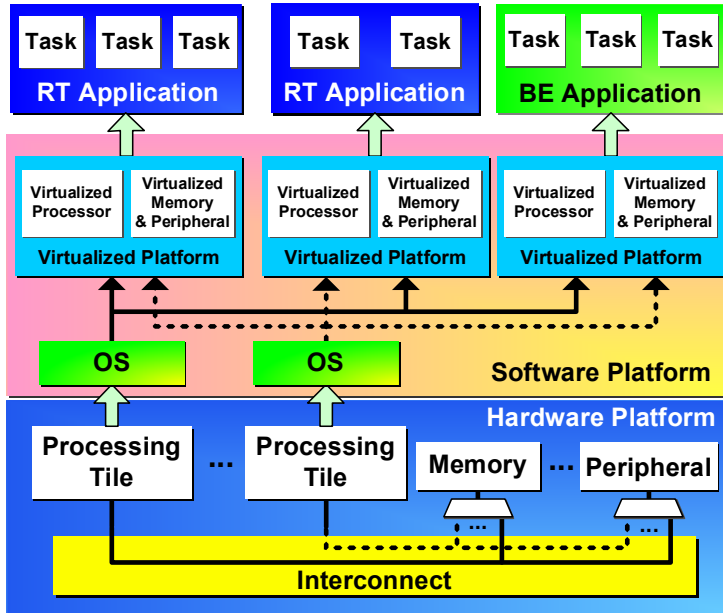 Task Task Task
RT Application
Task Task
RT Application
Task Task Task
BE Application
Virtualized
Processor
Virtualized
Memory
& Peripheral
Virtualized Platform
Virtualized
Processor
Virtualized
Memory
& Peripheral
Virtualized Platform
Virtualized
Processor
Virtualized
Memory
& Peripheral
Virtualized Platform
OS
OS
Software Platform
Hardware Platform
Processing
Tile
...
Processing
Tile
Memory
...
Peripheral
...
...
Interconnect